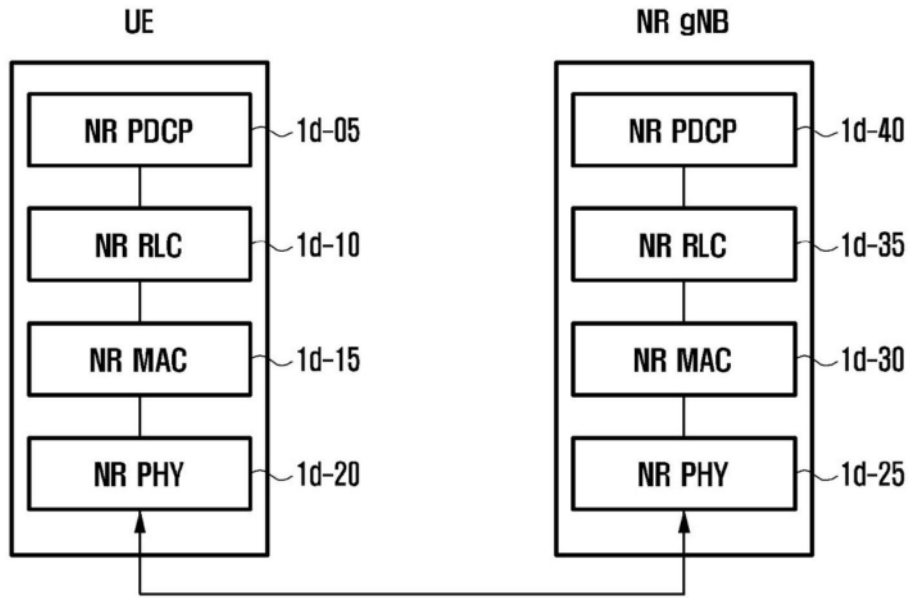 UE
NR gNB
NR PDCP 1d-05
NR PDCP 1d-40
NR RLC 1d-10
NR RLC 1d-35
NR MAC 1d-15
NR MAC 1d-30
NR PHY 1d-20
NR PHY 1d-25